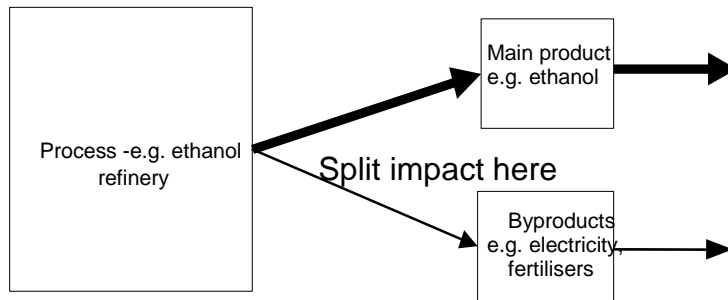 Process -e.g. ethanol
refinery
Main product
e.g. ethanol
Split impact here
Byproducts
e.g. electricity,
fertilisers